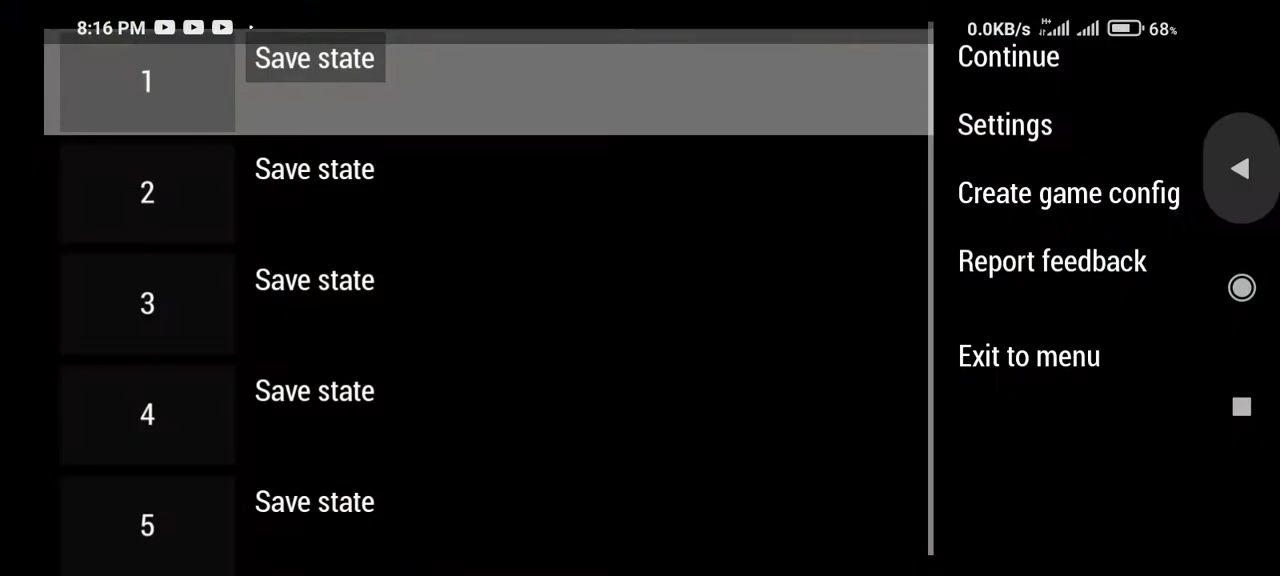 8:16 PM
0.0KB/s H+ 68%
1 Save state
2 Save state
3 Save state
4 Save state
5 Save state
Continue
Settings
Create game config
Report feedback
Exit to menu